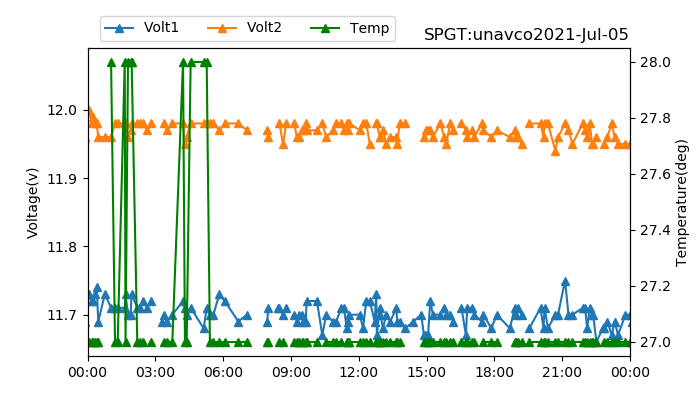 Volt1 Volt2 Temp
SPGT:unavco2021-Jul-05
Voltage(v)
12.0
11.9
11.8
11.7
28.0
27.8
27.6
27.4
27.2
27.0
Temperature(deg)
00:00 03:00 06:00 09:00 12:00 15:00 18:00 21:00 00:00